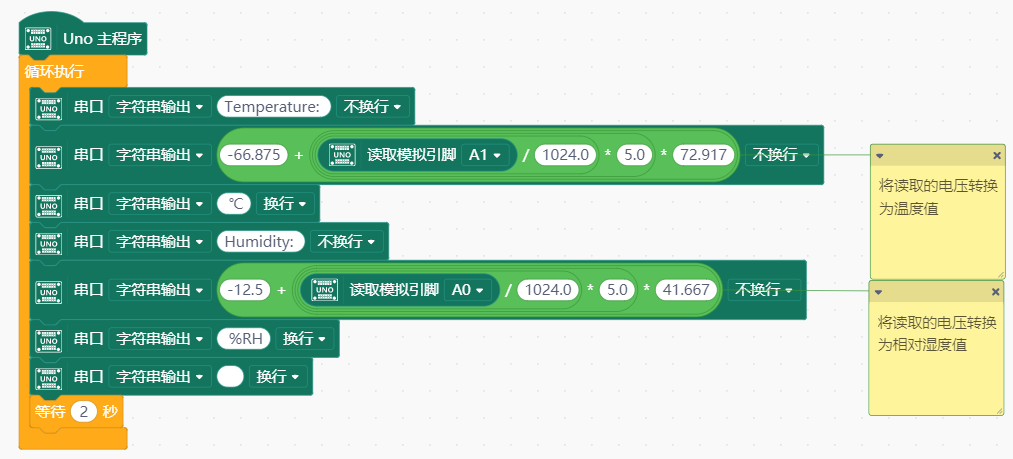 UNO Uno 主程序
循环执行
UNO 串口 字符串输出 Temperature: 不换行
UNO 串口 字符串输出 -66.875 + UNO 读取模拟引脚 A1 / 1024.0 * 5.0 * 72.917 不换行
将读取的电压转换
为温度值
UNO 串口 字符串输出 ℃ 换行
UNO 串口 字符串输出 Humidity: 不换行
UNO 串口 字符串输出 -12.5 + UNO 读取模拟引脚 A0 / 1024.0 * 5.0 * 41.667 不换行
将读取的电压转换
为相对湿度值
UNO 串口 字符串输出 %RH 换行
UNO 串口 字符串输出 换行
等待 2 秒